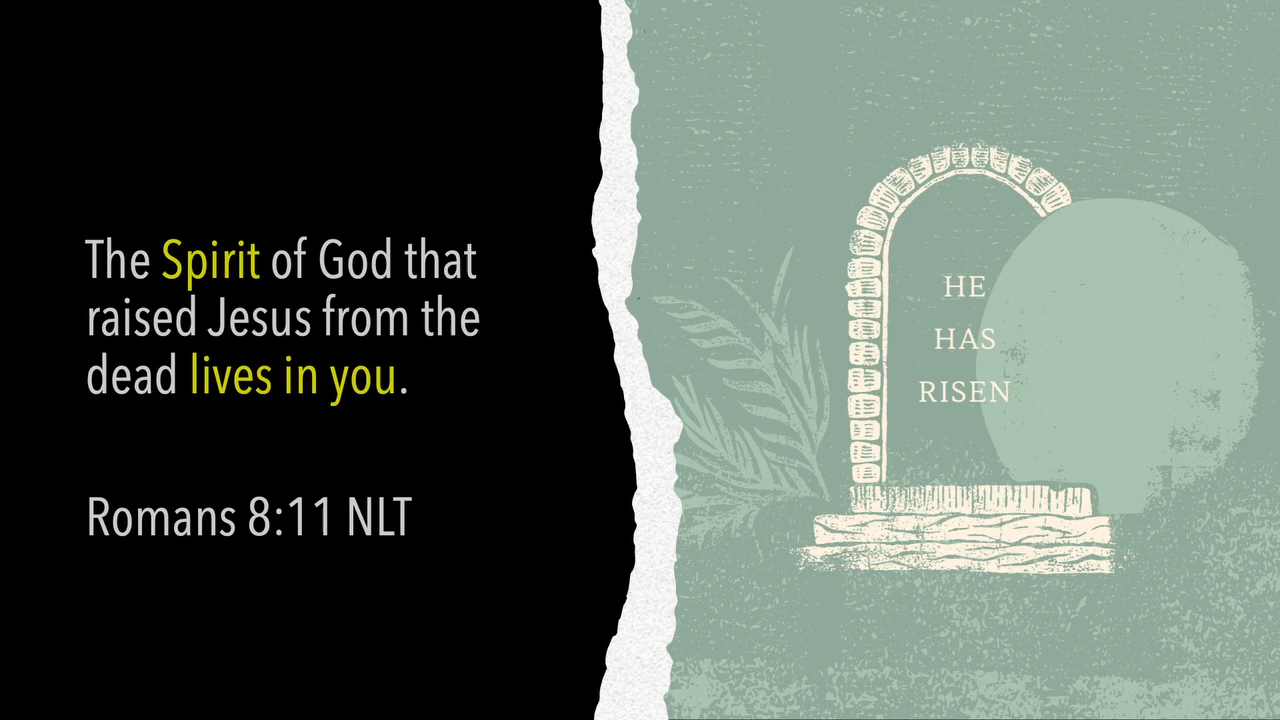 The Spirit of God that
raised Jesus from the
dead lives in you.
Romans 8:11 NLT
HE
HAS
RISEN